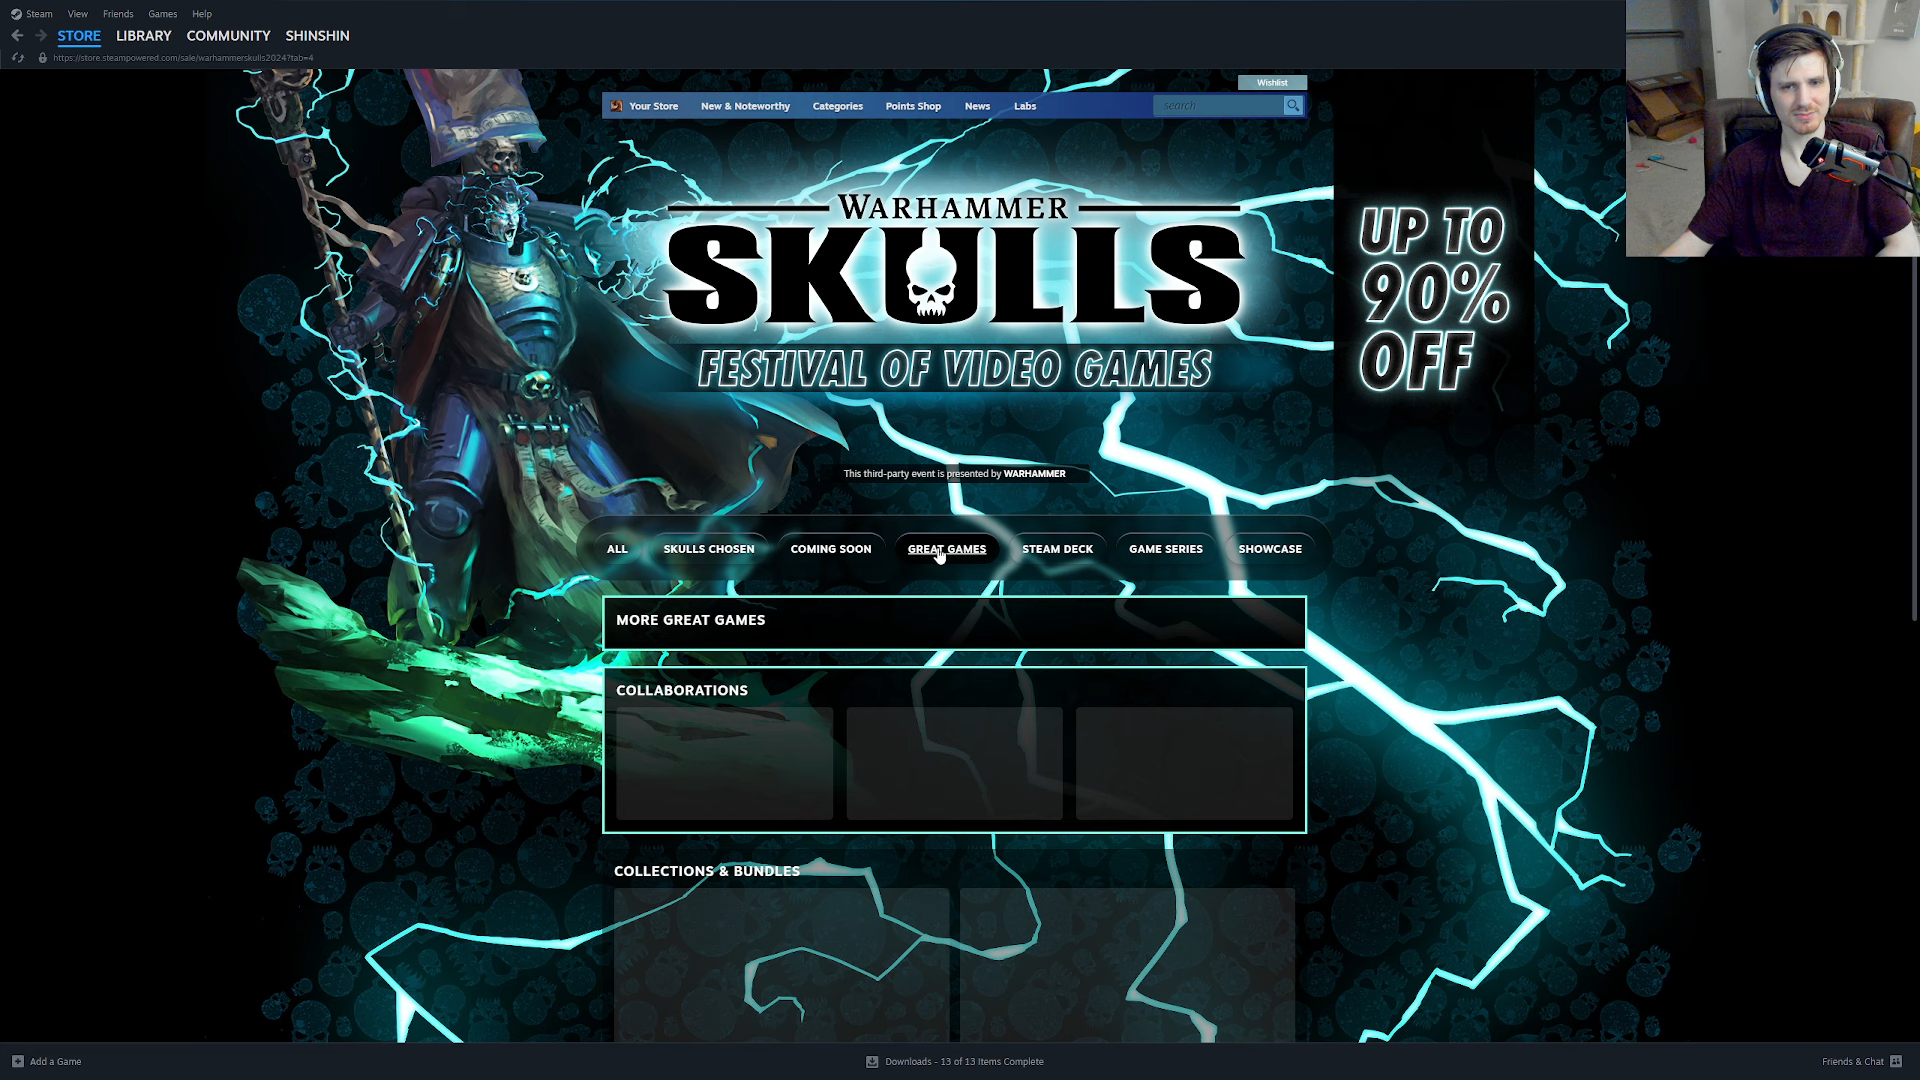 Steam View Friends Games Help
STORE LIBRARY COMMUNITY SHINSHIN
https://store.steampowered.com/sale/warhammerskulls2024?tab=4
Wishlist
Your Store New & Noteworthy Categories Points Shop News Labs search
WARHAMMER
SKULLS
FESTIVAL OF VIDEO GAMES
UP TO
90%
OFF
This third-party event is presented by WARHAMMER
ALL SKULLS CHOSEN COMING SOON GREAT GAMES STEAM DECK GAME SERIES SHOWCASE
MORE GREAT GAMES
COLLABORATIONS
COLLECTIONS & BUNDLES
Add a Game Downloads - 13 of 13 Items Complete Friends & Chat